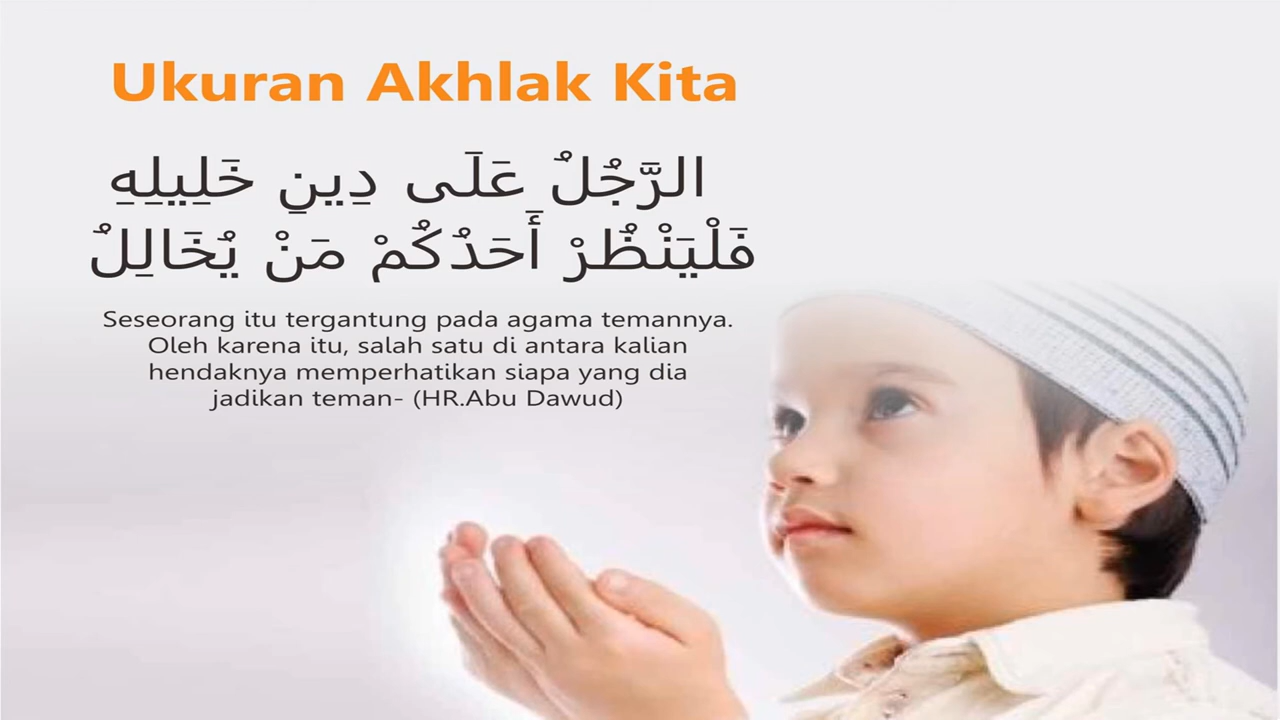 Ukuran Akhlak Kita
الرَّجُلُ عَلَى دِينِ خَلِيلِهِ
فَلْيَنْظُرْ أَحَدُكُمْ مَنْ يُخَالِلُ
Seseorang itu tergantung pada agama temannya.
Oleh karena itu, salah satu di antara kalian
hendaknya memperhatikan siapa yang dia
jadikan teman- (HR.Abu Dawud)